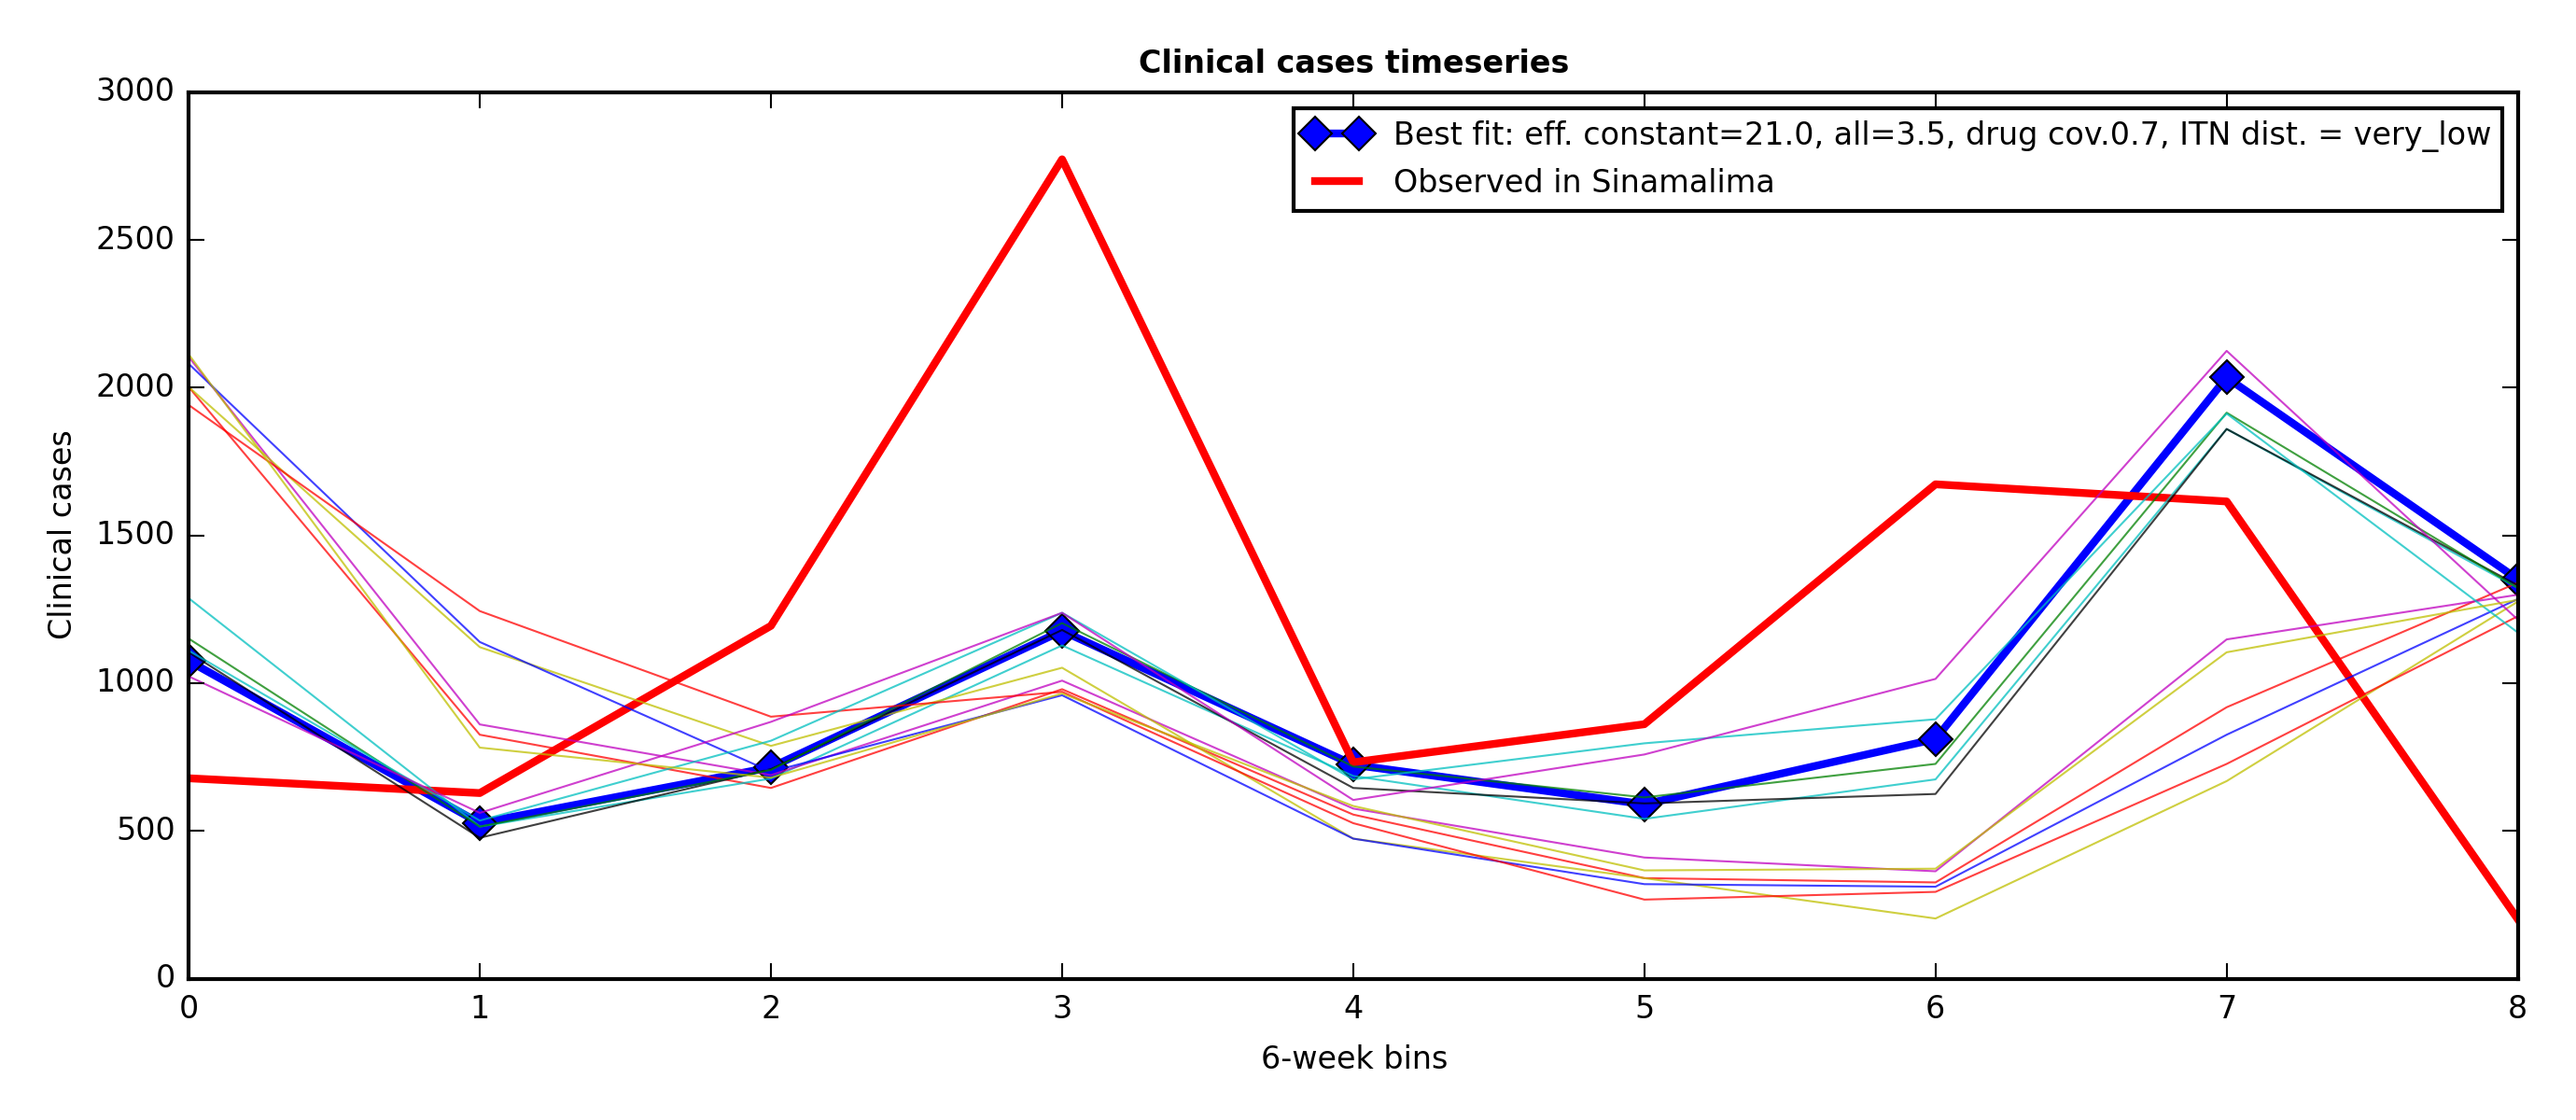 Clinical cases timeseries
3000
2500
2000
1500
1000
500
0
Clinical cases
Best fit: eff. constant=21.0, all=3.5, drug cov.0.7, ITN dist. = very_low
Observed in Sinamalima
0 1 2 3 4 5 6 7 8
6-week bins